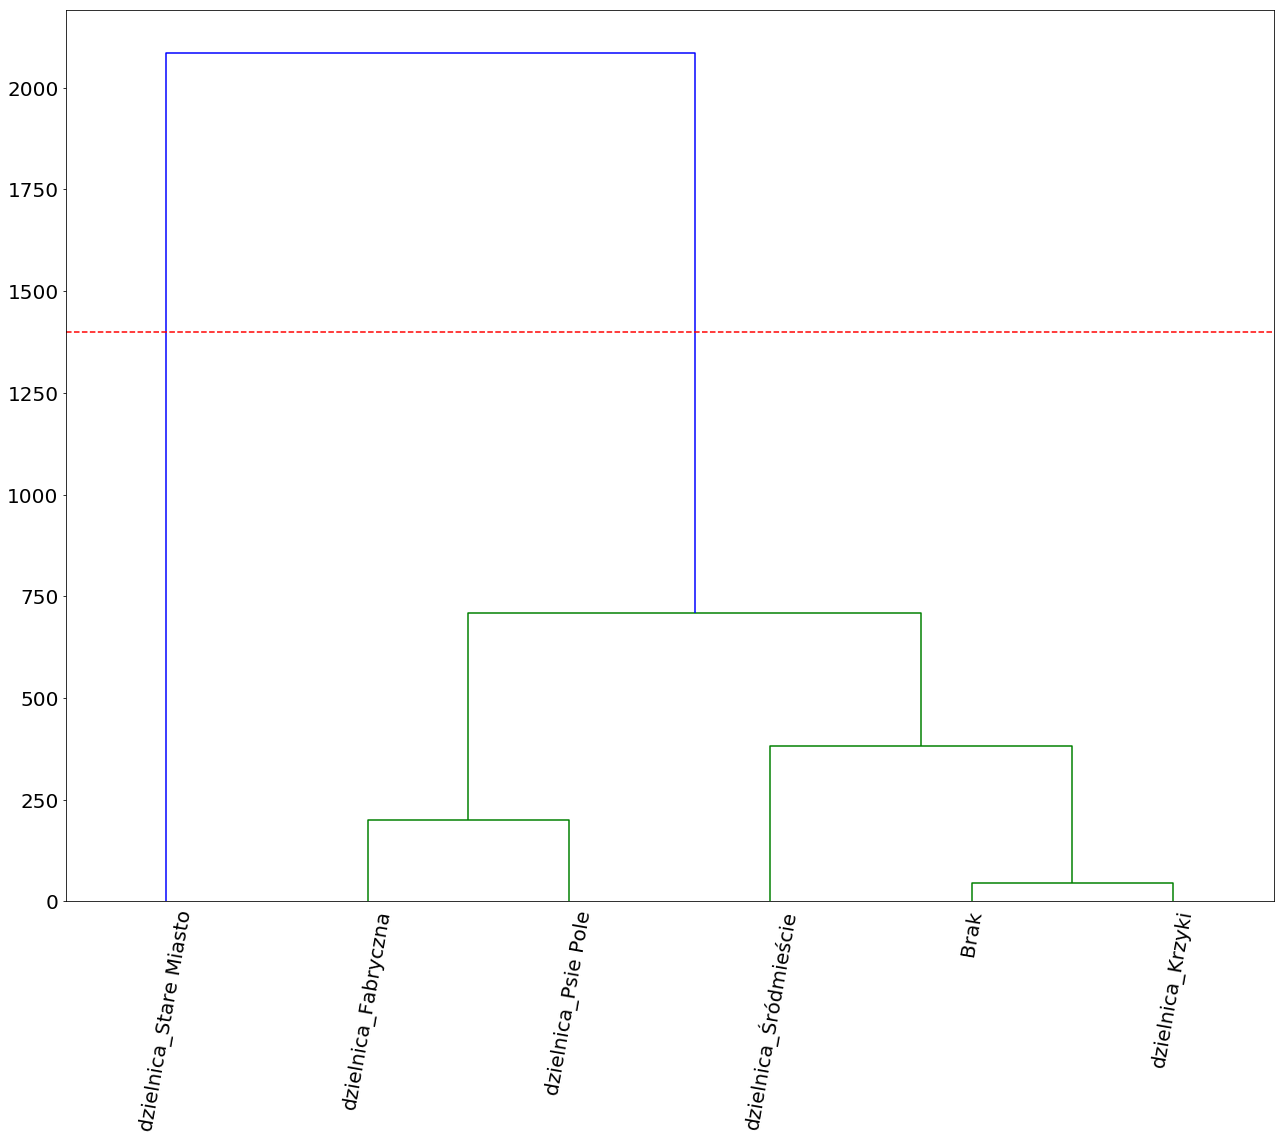 2000
1750
1500
1250
1000
750
500
250
0
dzielnica_Stare Miasto
dzielnica_Fabryczna
dzielnica_Psie Pole
dzielnica_Śródmieście
Brak
dzielnica_Krzyki